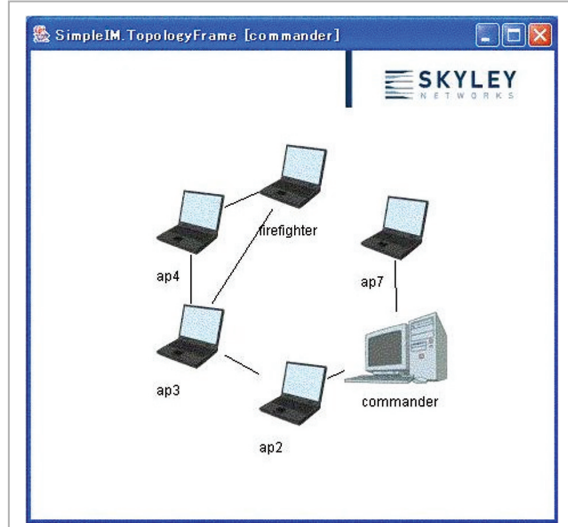 SimpleIM.TopologyFrame [commander]
SKYLEY
NETWORKS
firefighter
ap4
ap7
ap3
commander
ap2